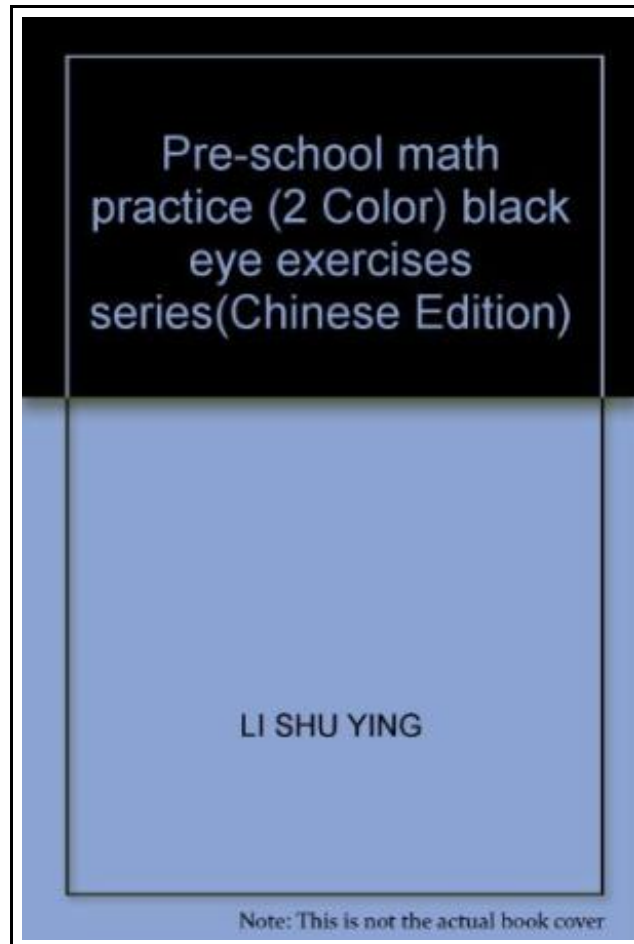 Pre-school math
practice (2 Color) black
eye exercises
series(Chinese Edition)
LI SHU YING
Note: This is not the actual book cover